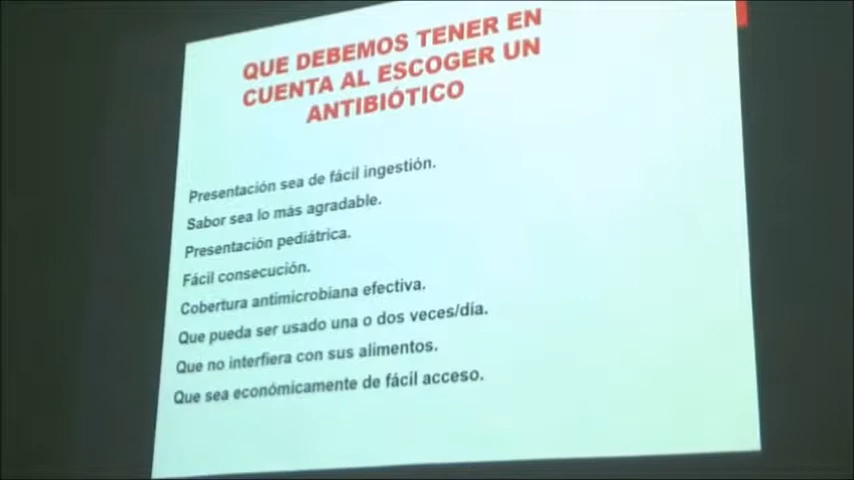 QUE DEBEMOS TENER EN
CUENTA AL ESCOGER UN
ANTIBIÓTICO
Presentación sea de fácil ingestión.
Sabor sea lo más agradable.
Presentación pediátrica.
Fácil consecución.
Cobertura antimicrobiana efectiva.
Que pueda ser usado una o dos veces/día.
Que no interfiera con sus alimentos.
Que sea económicamente de fácil acceso.